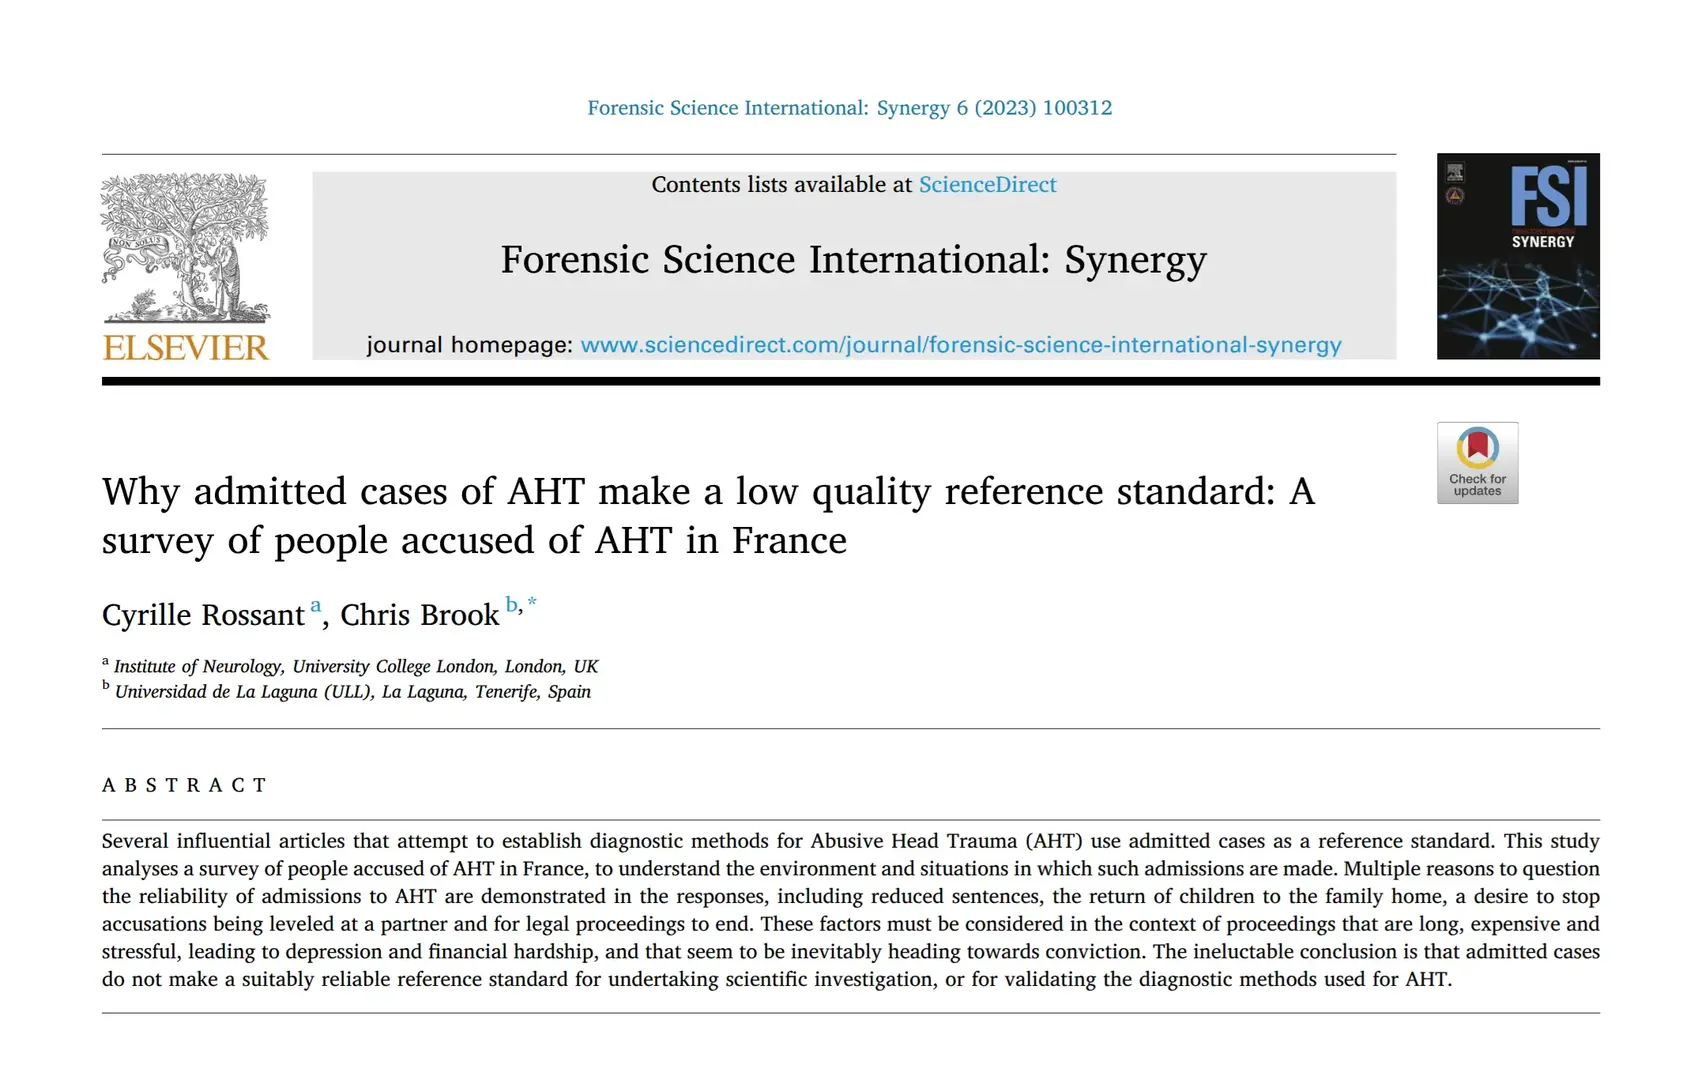 Forensic Science International: Synergy 6 (2023) 100312
NON SOLUS
ELSEVIER
Contents lists available at ScienceDirect
Forensic Science International: Synergy
journal homepage: www.sciencedirect.com/journal/forensic-science-international-synergy
FSI
SYNERGY
Check for
updates
Why admitted cases of AHT make a low quality reference standard: A
survey of people accused of AHT in France
Cyrille Rossant a, Chris Brook b,*
a Institute of Neurology, University College London, London, UK
b Universidad de La Laguna (ULL), La Laguna, Tenerife, Spain
ABSTRACT
Several influential articles that attempt to establish diagnostic methods for Abusive Head Trauma (AHT) use admitted cases as a reference standard. This study
analyses a survey of people accused of AHT in France, to understand the environment and situations in which such admissions are made. Multiple reasons to question
the reliability of admissions to AHT are demonstrated in the responses, including reduced sentences, the return of children to the family home, a desire to stop
accusations being leveled at a partner and for legal proceedings to end. These factors must be considered in the context of proceedings that are long, expensive and
stressful, leading to depression and financial hardship, and that seem to be inevitably heading towards conviction. The ineluctable conclusion is that admitted cases
do not make a suitably reliable reference standard for undertaking scientific investigation, or for validating the diagnostic methods used for AHT.